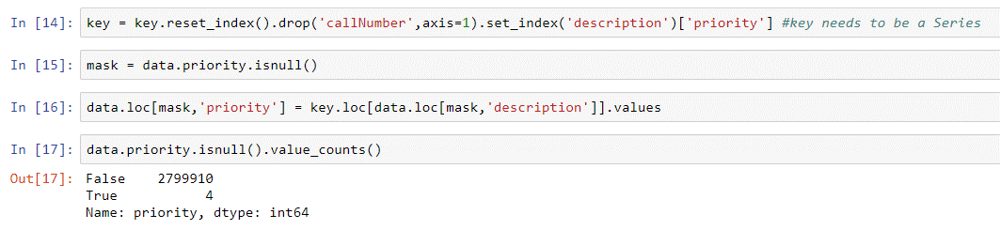 In [14]: key = key.reset_index().drop('callNumber',axis=1).set_index('description')['priority'] #key needs to be a Series
In [15]: mask = data.priority.isnull()
In [16]: data.loc[mask,'priority'] = key.loc[data.loc[mask,'description']].values
In [17]: data.priority.isnull().value_counts()
Out[17]: False    2799910
True           4
Name: priority, dtype: int64